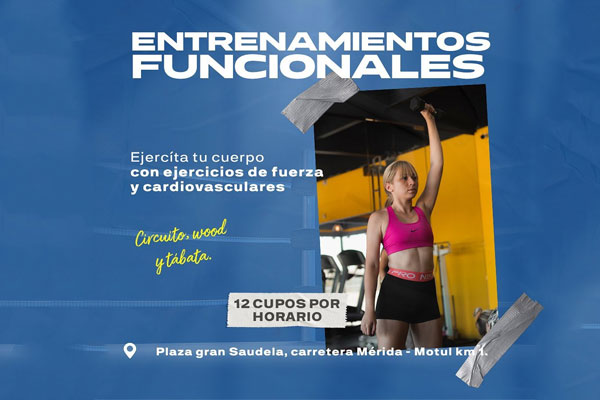 ENTRENAMIENTOS
FUNCIONALES
Ejercíta tu cuerpo
con ejercicios de fuerza
y cardiovasculares
Circuito, wood
y tábata.
PRO
12 CUPOS POR
HORARIO
Plaza gran Saudela, carretera Mérida - Motul km 1.